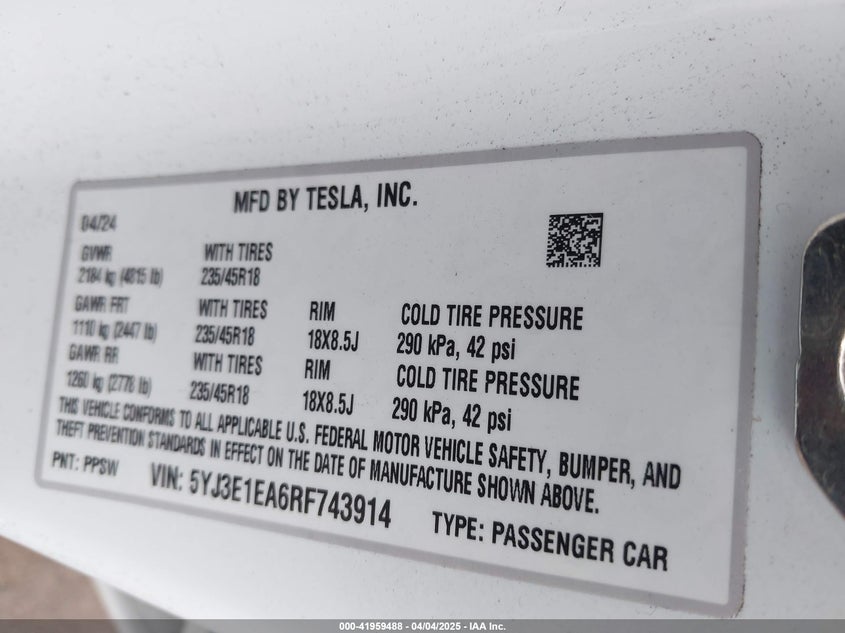 MFD BY TESLA, INC.
04/24
GVWR WITH TIRES
2184 kg (4815 lb) 235/45R18
GAWR FRT WITH TIRES RIM COLD TIRE PRESSURE
1110 kg (2447 lb) 235/45R18 18X8.5J 290 kPa, 42 psi
GAWR RR WITH TIRES RIM COLD TIRE PRESSURE
1260 kg (2778 lb) 235/45R18 18X8.5J 290 kPa, 42 psi
THIS VEHICLE CONFORMS TO ALL APPLICABLE U.S. FEDERAL MOTOR VEHICLE SAFETY, BUMPER, AND
THEFT PREVENTION STANDARDS IN EFFECT ON THE DATE OF MANUFACTURE SHOWN ABOVE.
PNT: PPSW VIN: 5YJ3E1EA6RF743914 TYPE: PASSENGER CAR
000-41959488 - 04/04/2025 - IAA Inc.